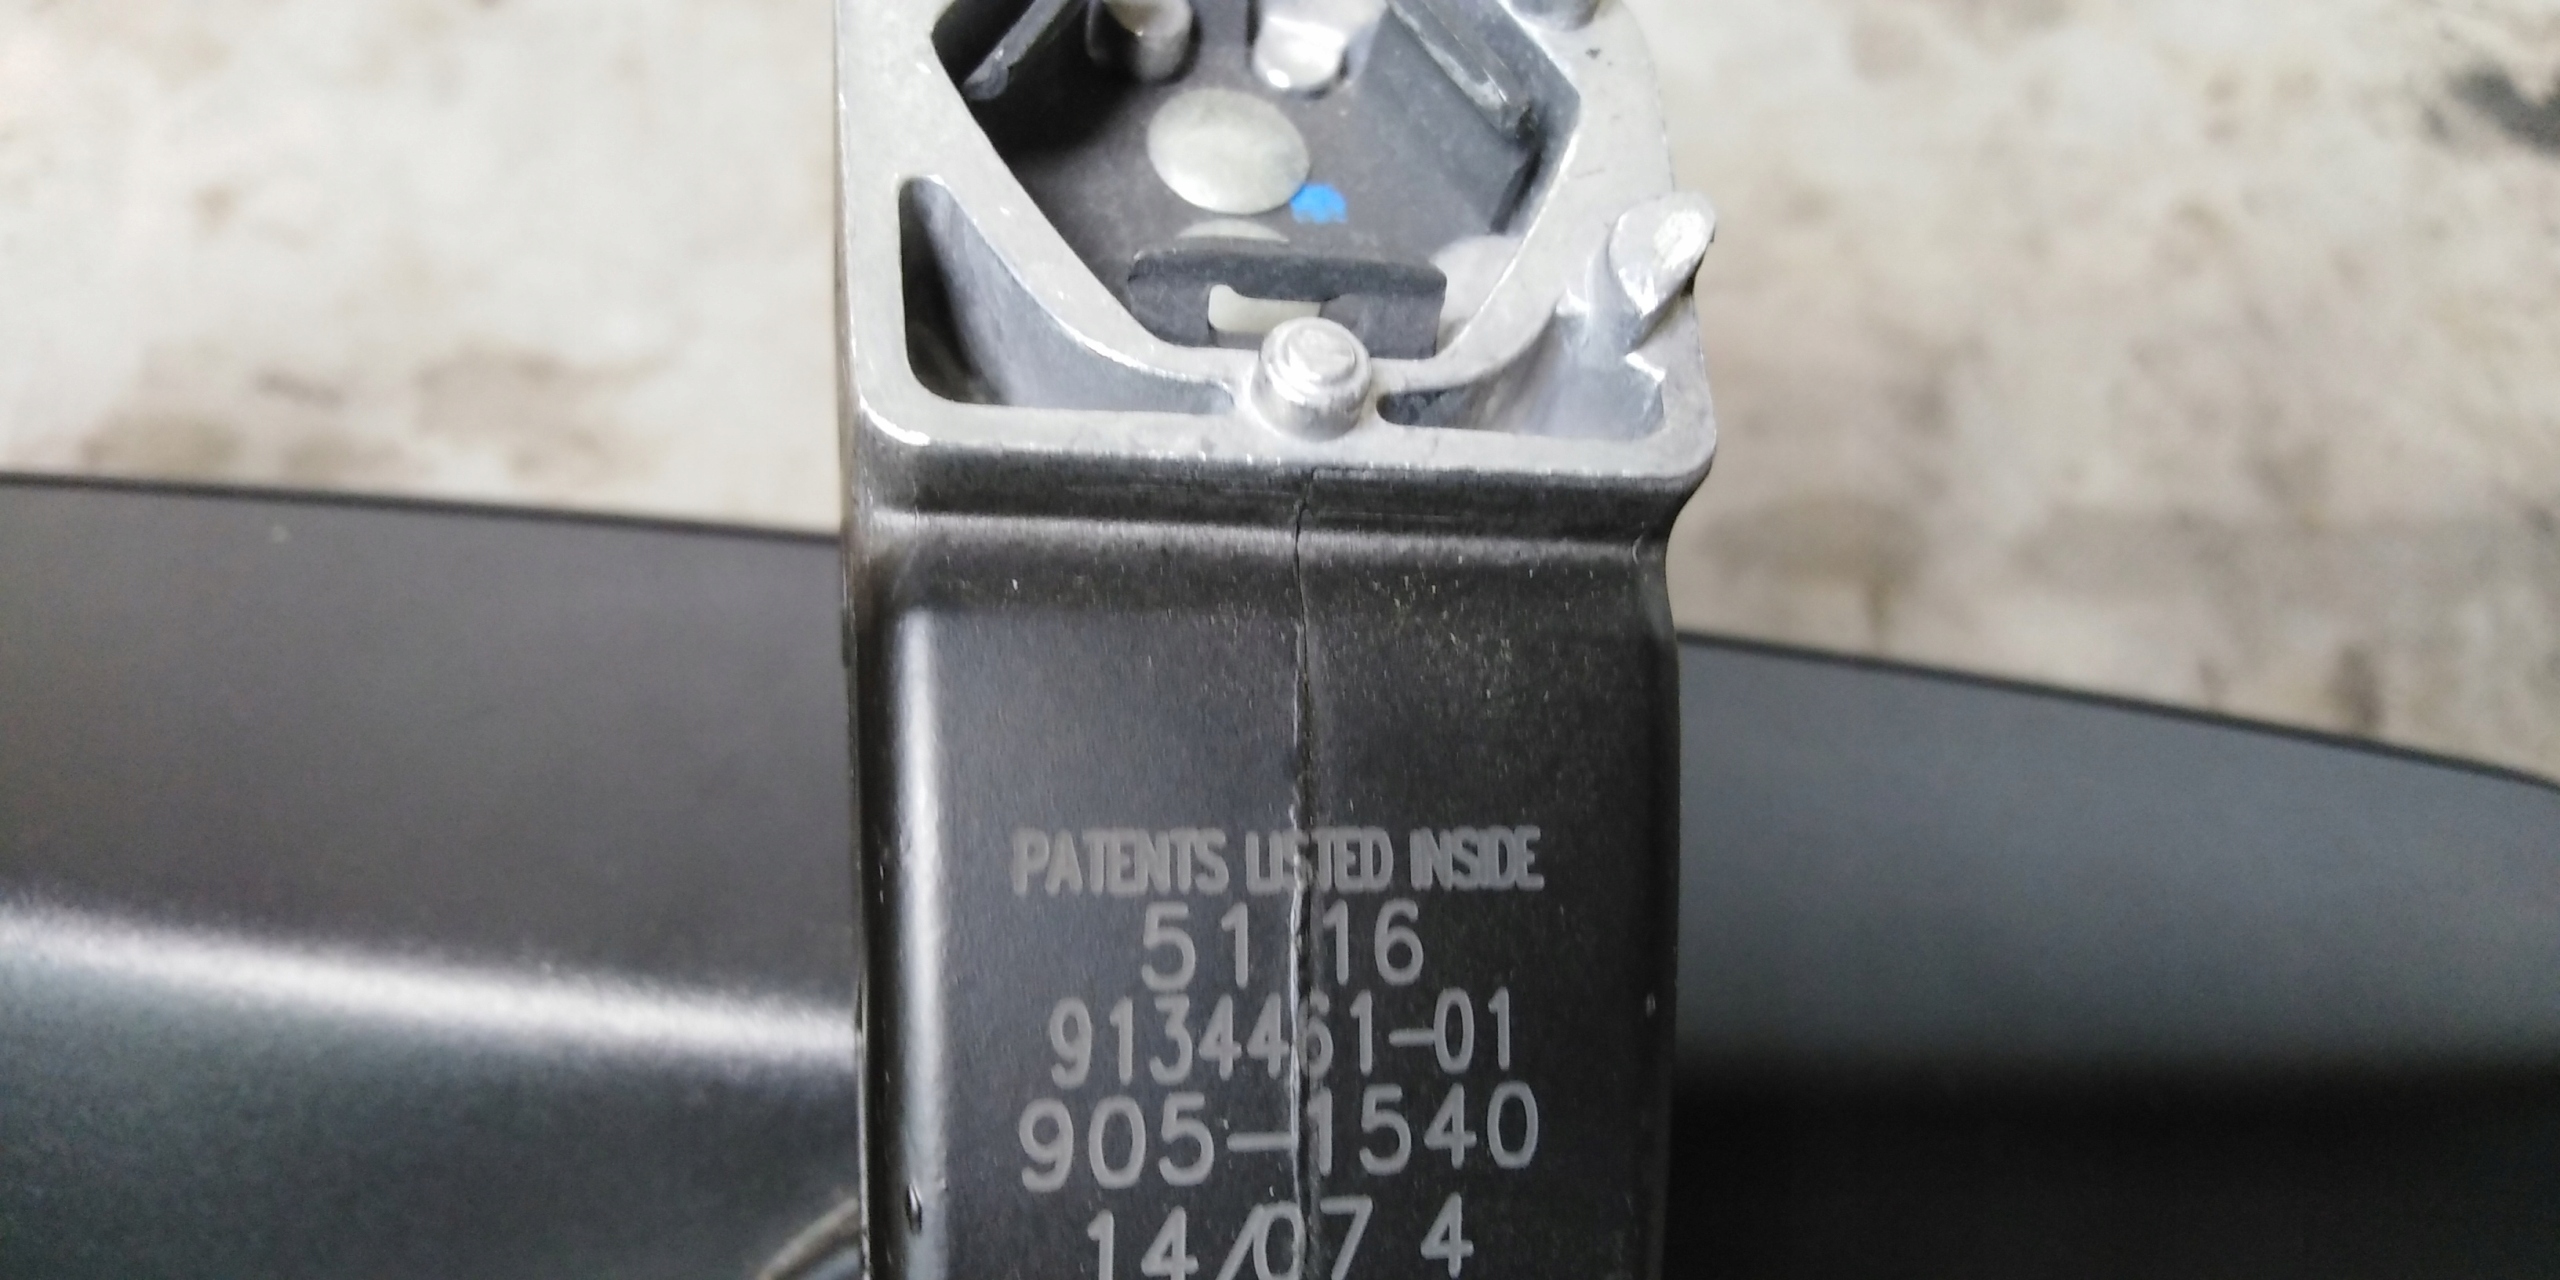 PATENTS LISTED INSIDE
51 16
9134461-01
905-1540
14/07 4